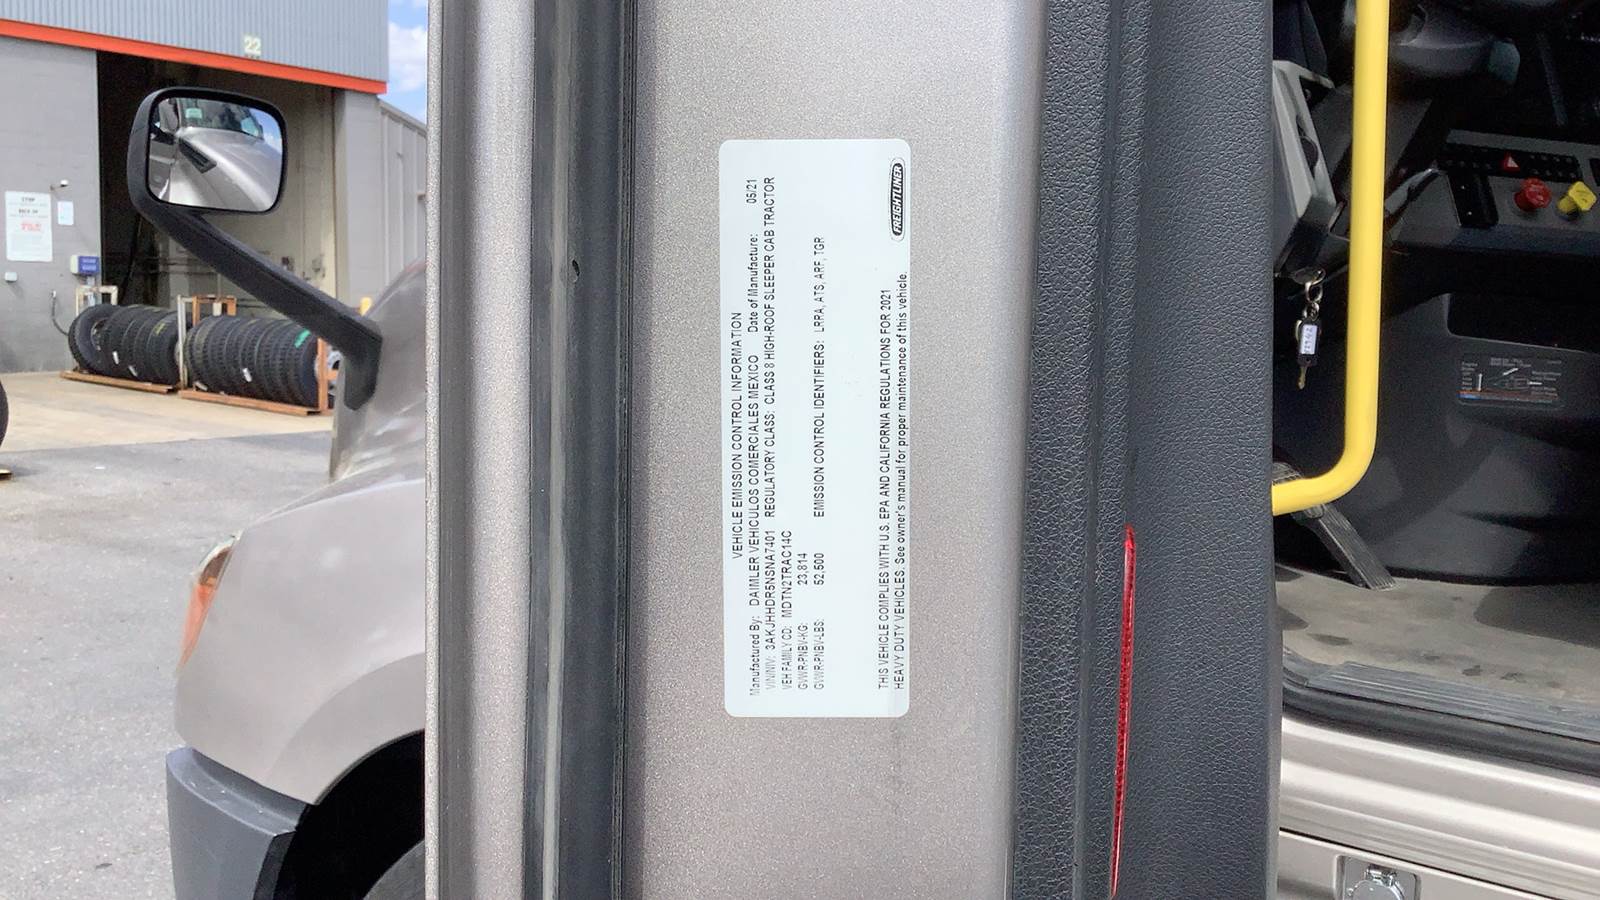 22
VEHICLE EMISSION CONTROL INFORMATION
Manufactured By: DAIMLER VEHICULOS COMERCIALES MEXICO Date of Manufacture: 05/21
VIN/NIV: 3AKJHHDR5NSNA7401 REGULATORY CLASS: CLASS 8 HIGH-ROOF SLEEPER CAB TRACTOR
VEH FAMILY CD: MDTN2TRAC14C
GVWR-PNBV-KG: 23,814
GVWR-PNBV-LBS: 52,500 EMISSION CONTROL IDENTIFIERS: LRRA, ATS, ARF, TGR
THIS VEHICLE COMPLIES WITH U.S. EPA AND CALIFORNIA REGULATIONS FOR 2021
HEAVY DUTY VEHICLES. See owner's manual for proper maintenance of this vehicle.
FREIGHTLINER